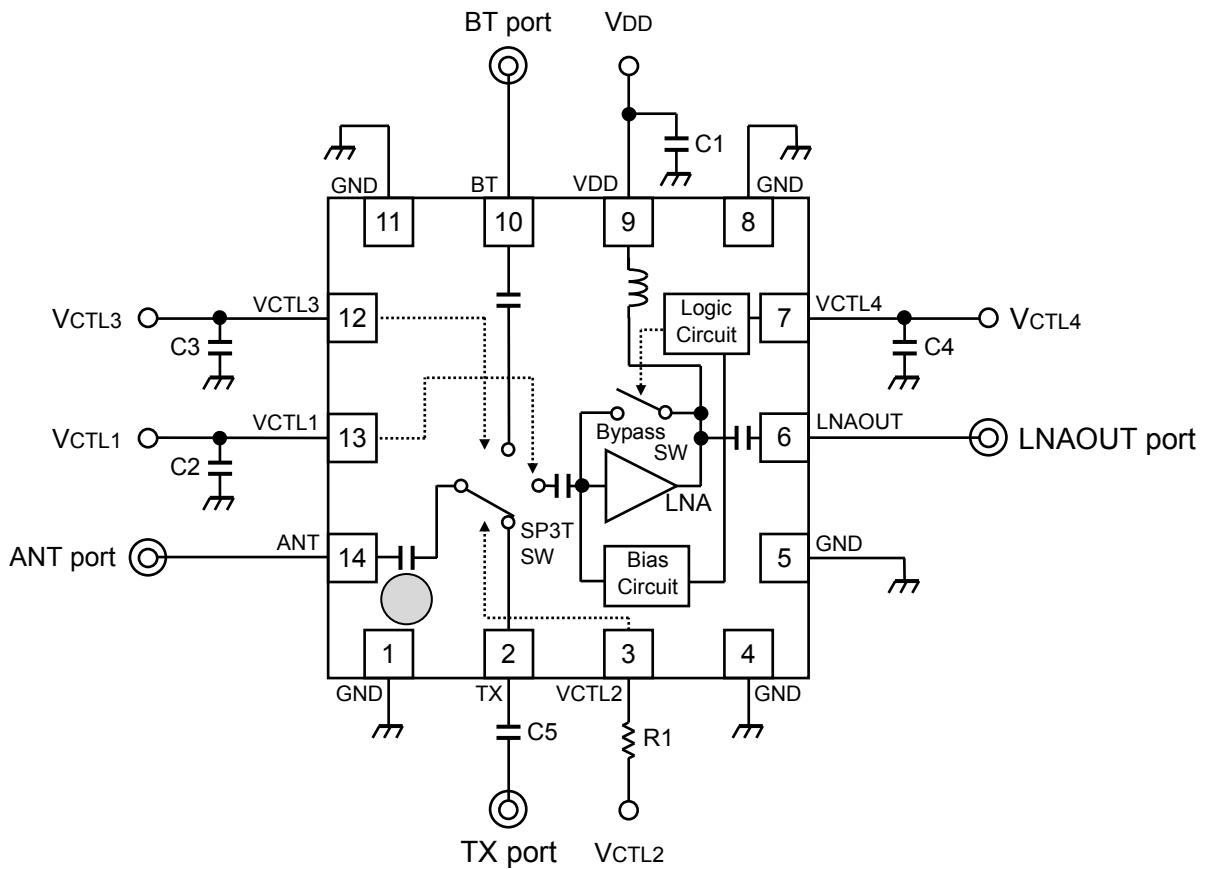 BT port
VDD
C1
GND
BT
VDD
GND
11
10
9
8
VCTL3
VCTL3
12
C3
Logic
Circuit
7
VCTL4
VCTL4
C4
VCTL1
VCTL1
13
C2
Bypass
SW
6
LNAOUT
LNAOUT port
LNA
SP3T
SW
ANT port
ANT
14
Bias
Circuit
5
GND
1
2
3
4
GND
TX
VCTL2
GND
C5
R1
TX port
VCTL2